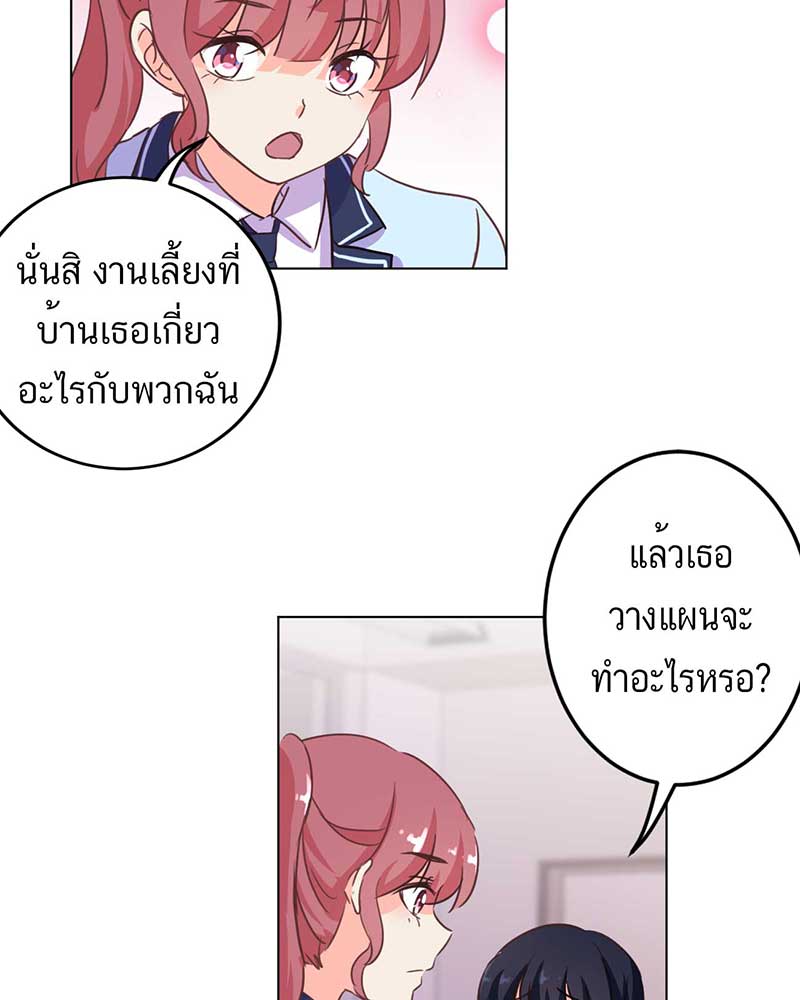 นั่นสิ งานเลี้ยงที่
บ้านเธอเกี่ยว
อะไรกับพวกฉัน
แล้วเธอ
วางแผนจะ
ทำอะไรหรอ?